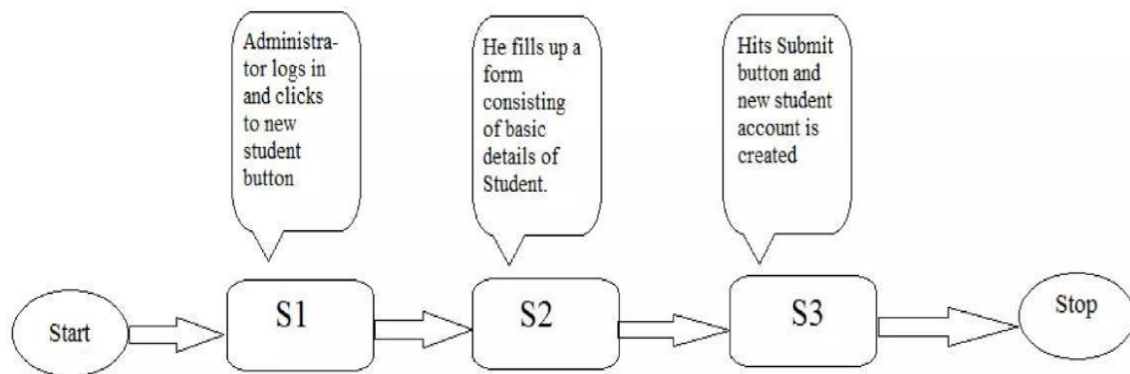 Administra-
tor logs in
and clicks
to new
student
button
He fills up a
form
consisting
of basic
details of
Student.
Hits Submit
button and
new student
account is
created
Start
S1
S2
S3
Stop